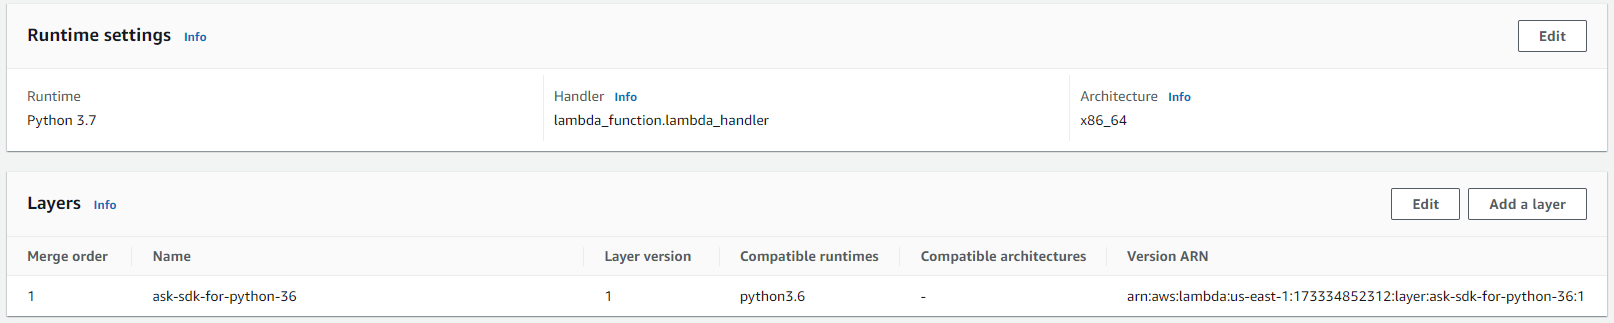 Runtime settings Info Edit
Runtime Handler Info Architecture Info
Python 3.7 lambda_function.lambda_handler x86_64
Layers Info Edit Add a layer
Merge order Name Layer version Compatible runtimes Compatible architectures Version ARN
1 ask-sdk-for-python-36 1 python3.6 - arn:aws:lambda:us-east-1:173334852312:layer:ask-sdk-for-python-36:1